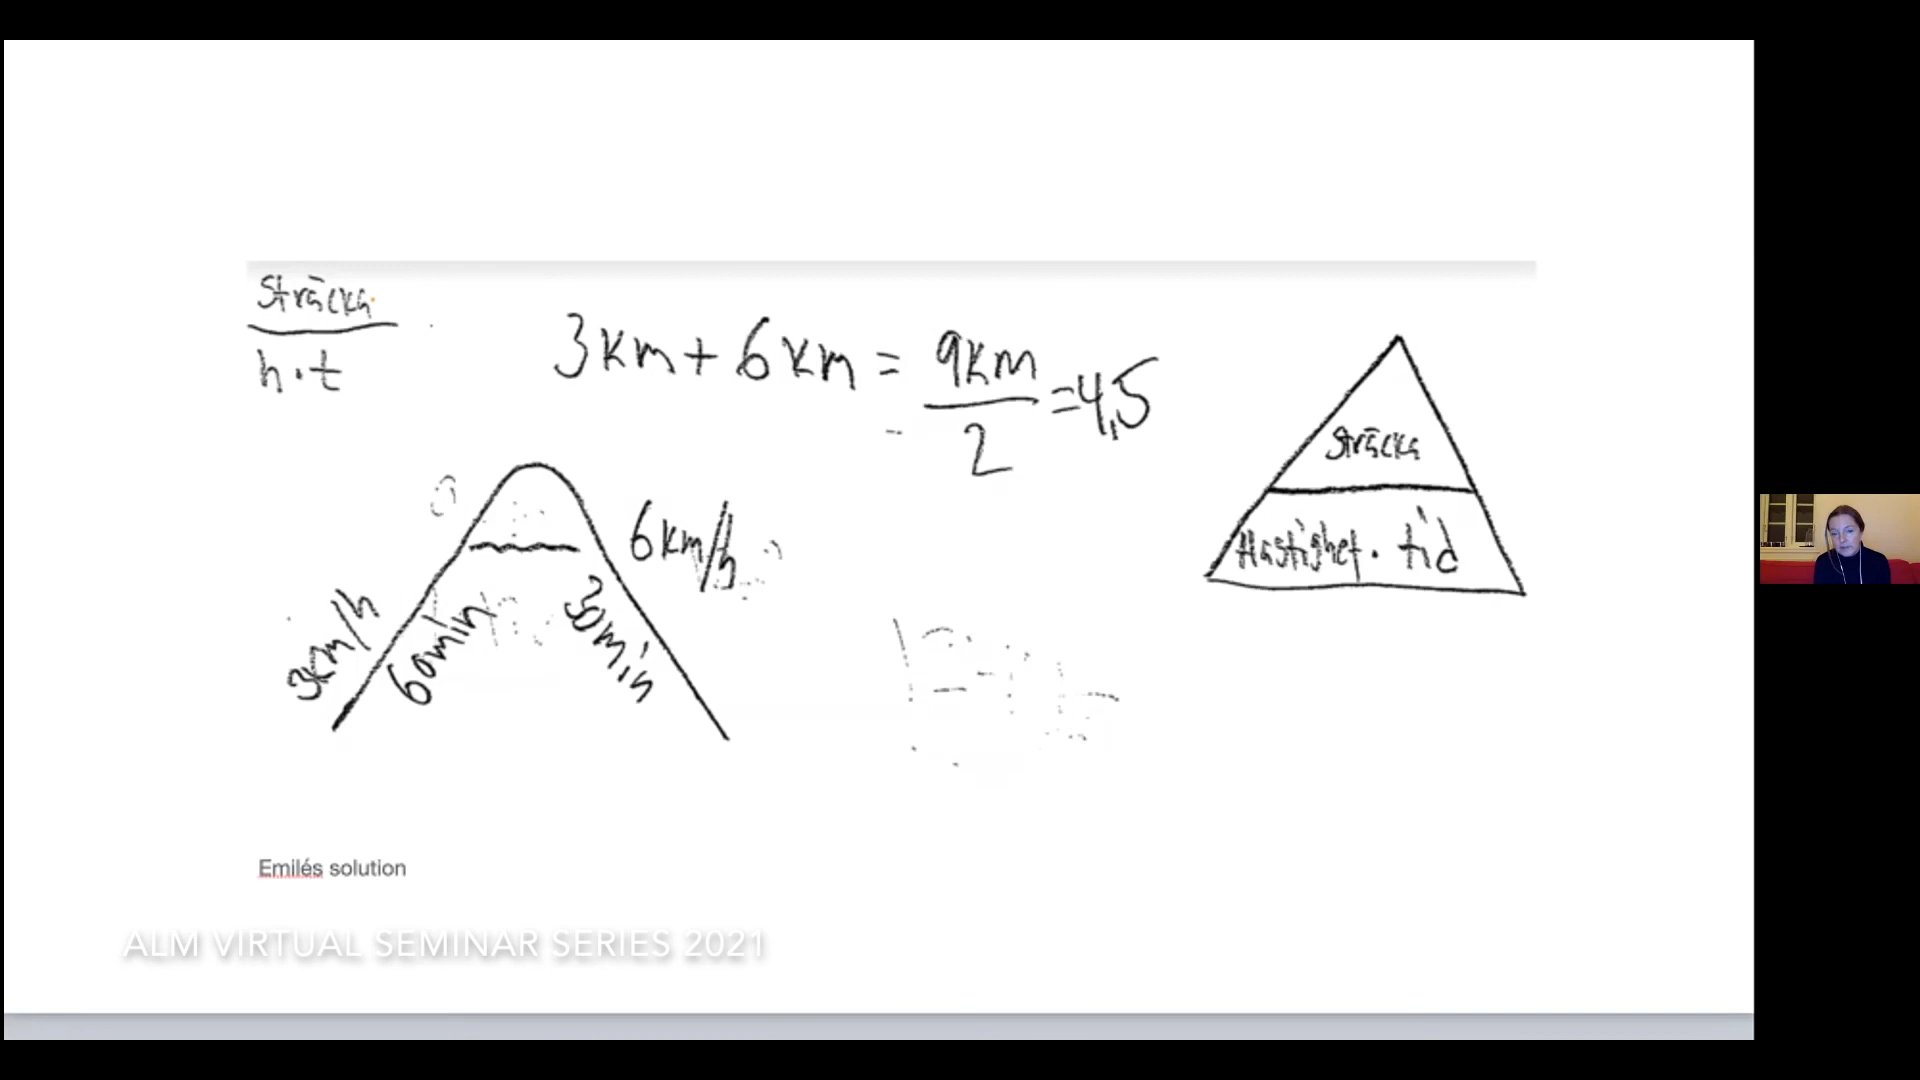 Sträcka
h·t
3km + 6km = 9km/2 = 4,5
Sträcka
Hastighet · tid
3km/h
60min
30min
6km/h
Emilés solution
ALM VIRTUAL SEMINAR SERIES 2021